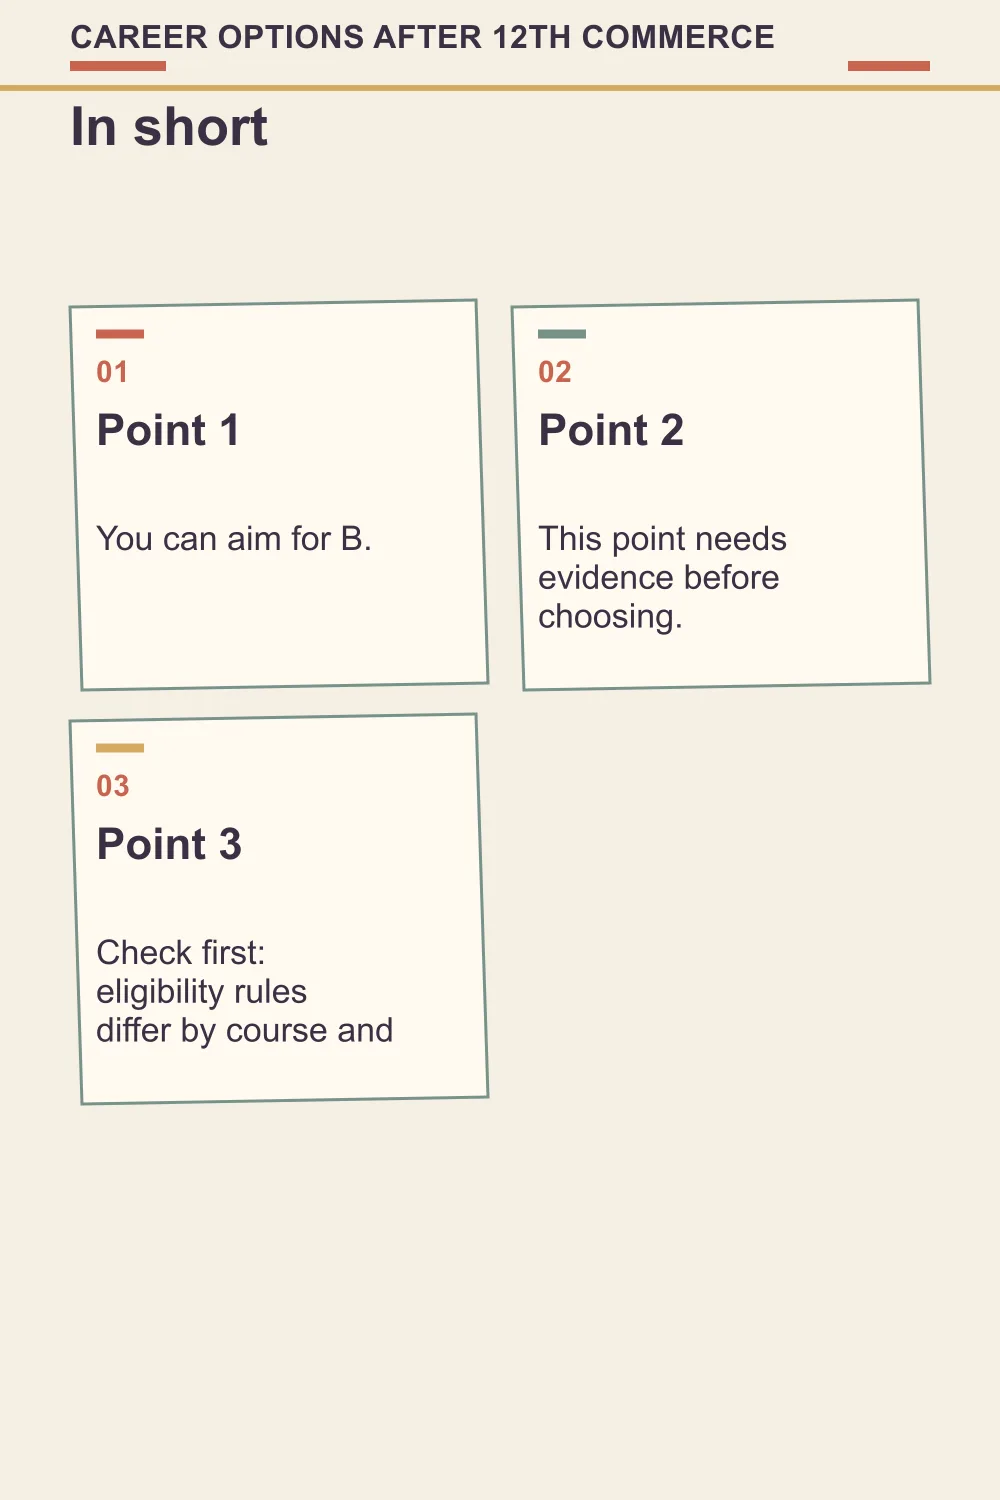 CAREER OPTIONS AFTER 12TH COMMERCE
In short
01
Point 1
You can aim for B.
02
Point 2
This point needs
evidence before
choosing.
03
Point 3
Check first:
eligibility rules
differ by course and